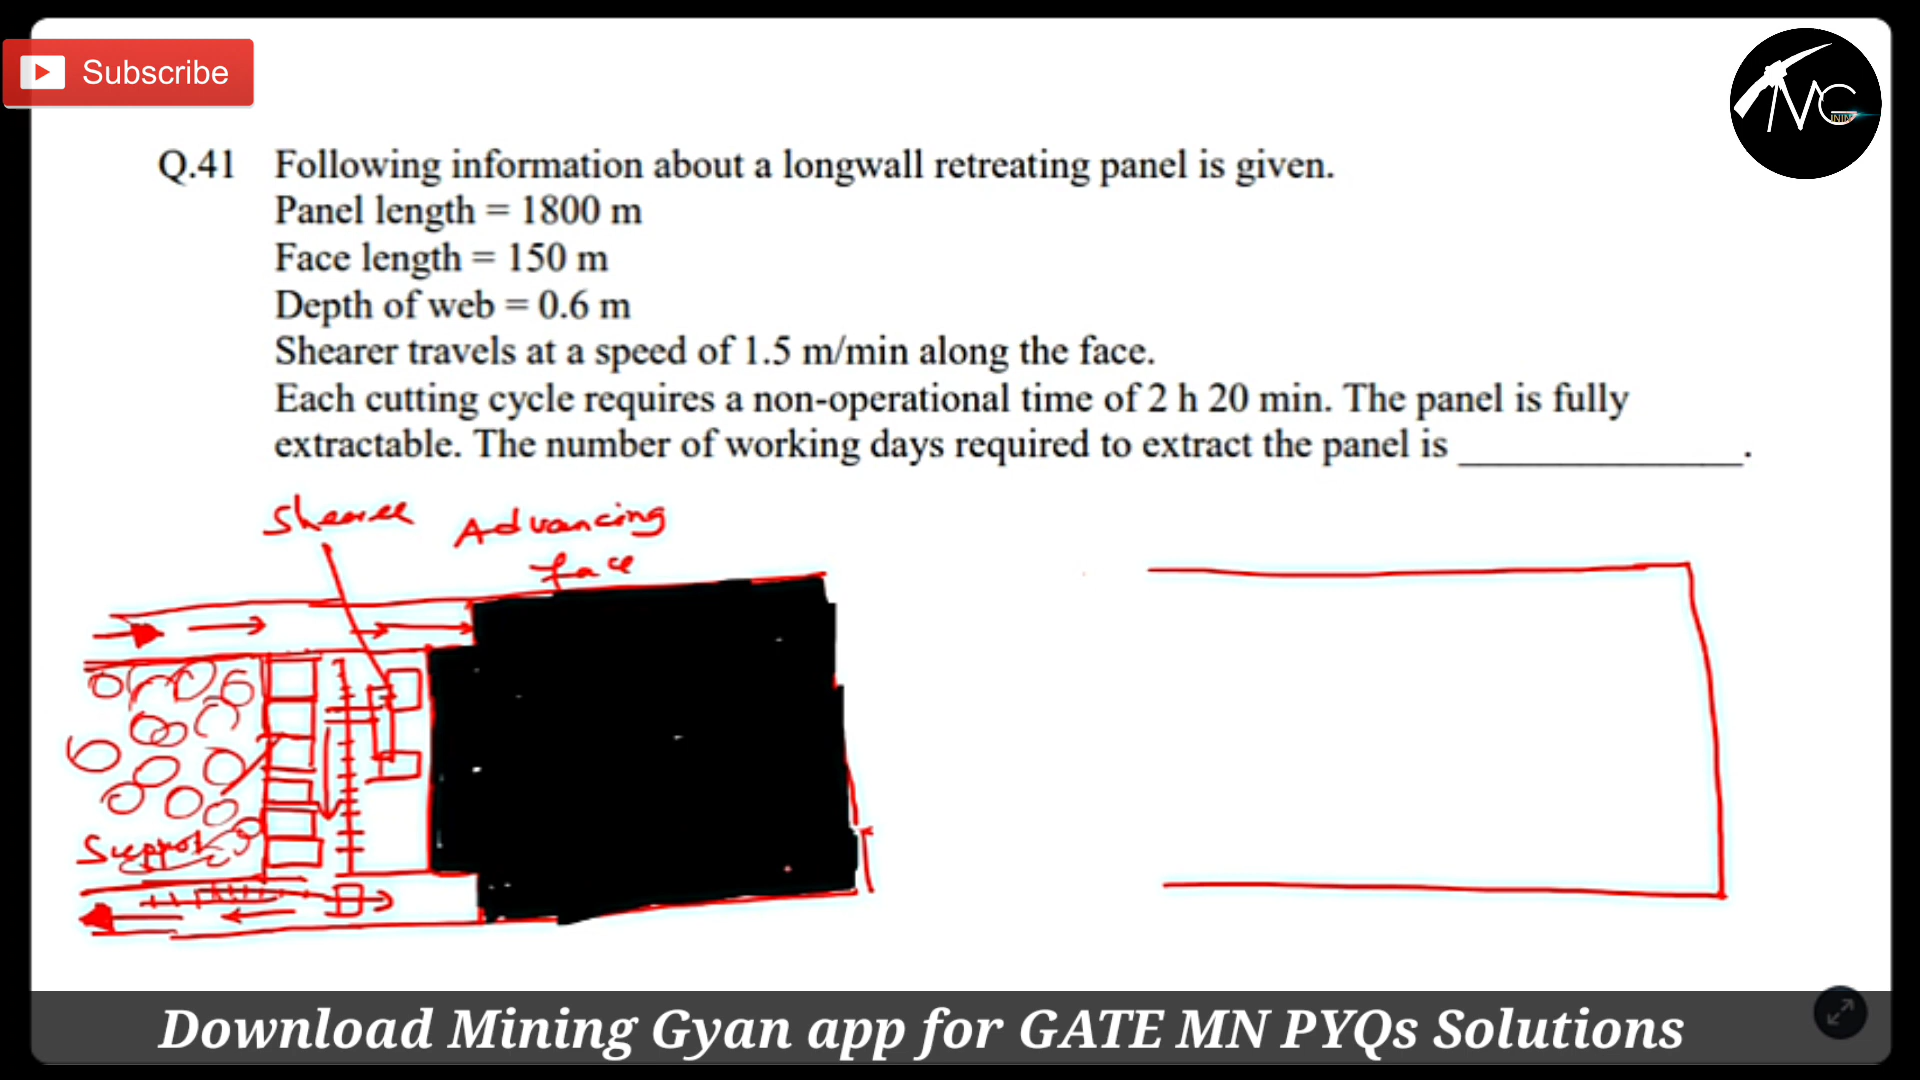 Subscribe
MG
INING
Q.41 Following information about a longwall retreating panel is given.
Panel length = 1800 m
Face length = 150 m
Depth of web = 0.6 m
Shearer travels at a speed of 1.5 m/min along the face.
Each cutting cycle requires a non-operational time of 2 h 20 min. The panel is fully
extractable. The number of working days required to extract the panel is ______________.
Shearer Advancing
face
Support
Download Mining Gyan app for GATE MN PYQs Solutions